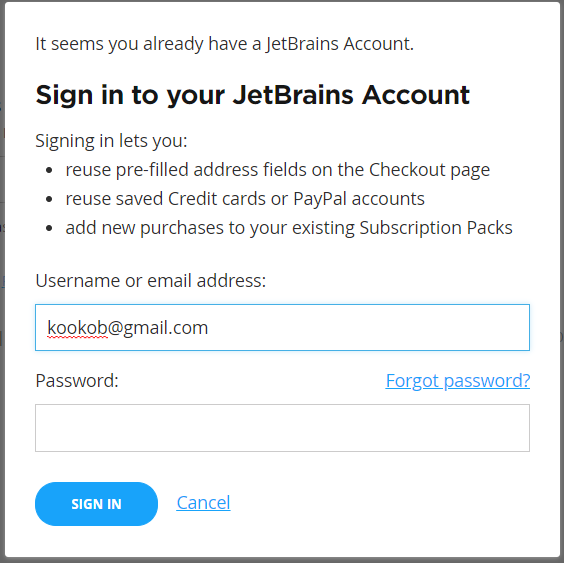 It seems you already have a JetBrains Account.
Sign in to your JetBrains Account
Signing in lets you:
• reuse pre-filled address fields on the Checkout page
• reuse saved Credit cards or PayPal accounts
• add new purchases to your existing Subscription Packs
Username or email address:
kookob@gmail.com
Password: Forgot password?
SIGN IN Cancel